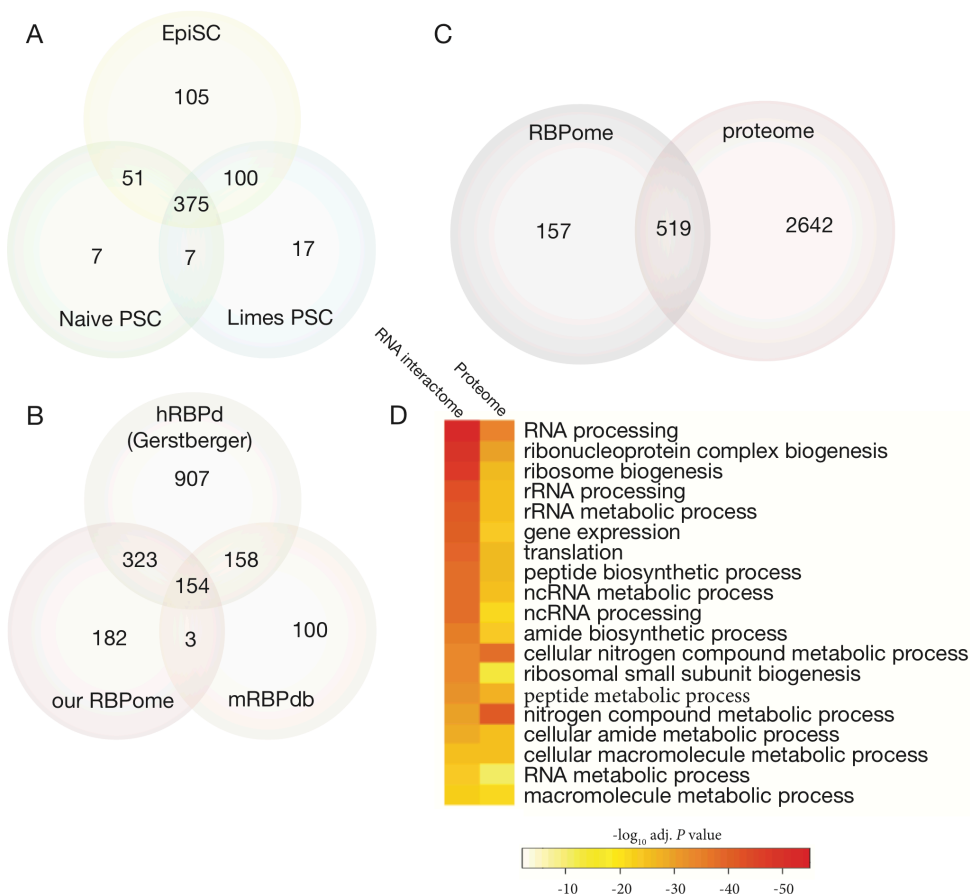 A
EpiSC
105
51
100
375
7
7
17
Naive PSC
Limes PSC
B
hRBPd
(Gerstberger)
907
323
158
154
182
3
100
our RBPome
mRBPdb
C
RBPome
proteome
157
519
2642
D
RNA interactome
Proteome
RNA processing
ribonucleoprotein complex biogenesis
ribosome biogenesis
rRNA processing
rRNA metabolic process
gene expression
translation
peptide biosynthetic process
ncRNA metabolic process
ncRNA processing
amide biosynthetic process
cellular nitrogen compound metabolic process
ribosomal small subunit biogenesis
peptide metabolic process
nitrogen compound metabolic process
cellular amide metabolic process
cellular macromolecule metabolic process
RNA metabolic process
macromolecule metabolic process
-log₁₀ adj. P value
-10 -20 -30 -40 -50